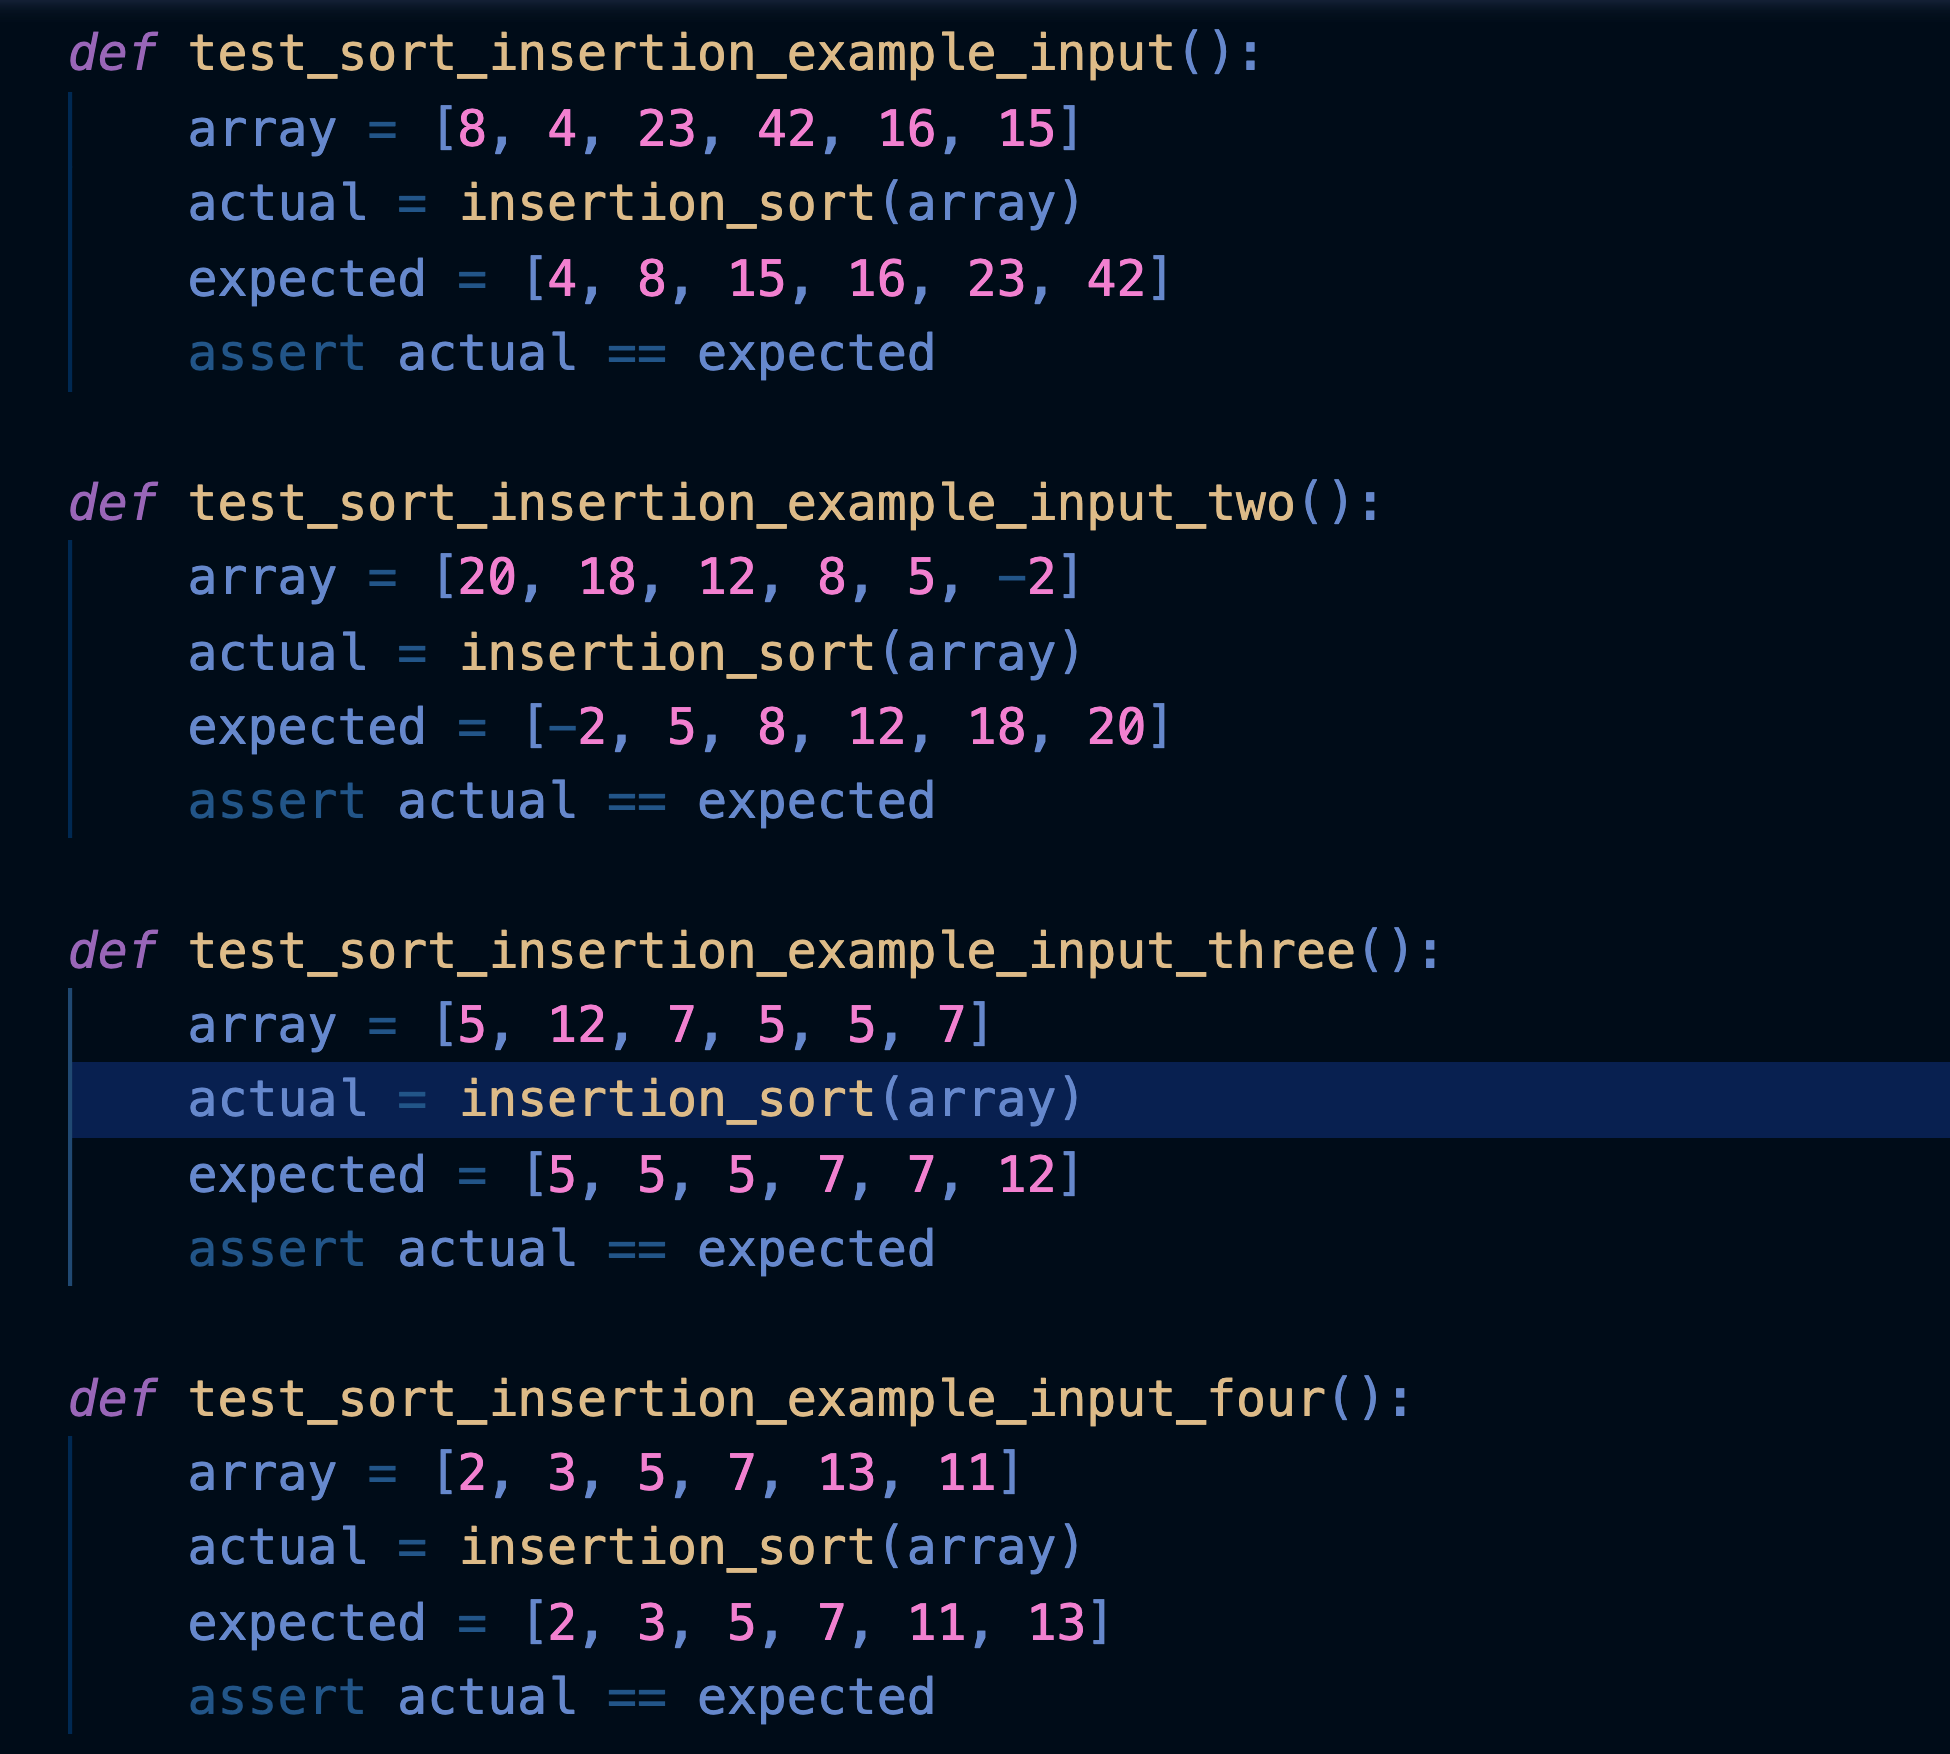 def test_sort_insertion_example_input():
    array = [8, 4, 23, 42, 16, 15]
    actual = insertion_sort(array)
    expected = [4, 8, 15, 16, 23, 42]
    assert actual == expected

def test_sort_insertion_example_input_two():
    array = [20, 18, 12, 8, 5, -2]
    actual = insertion_sort(array)
    expected = [-2, 5, 8, 12, 18, 20]
    assert actual == expected

def test_sort_insertion_example_input_three():
    array = [5, 12, 7, 5, 5, 7]
    actual = insertion_sort(array)
    expected = [5, 5, 5, 7, 7, 12]
    assert actual == expected

def test_sort_insertion_example_input_four():
    array = [2, 3, 5, 7, 13, 11]
    actual = insertion_sort(array)
    expected = [2, 3, 5, 7, 11, 13]
    assert actual == expected